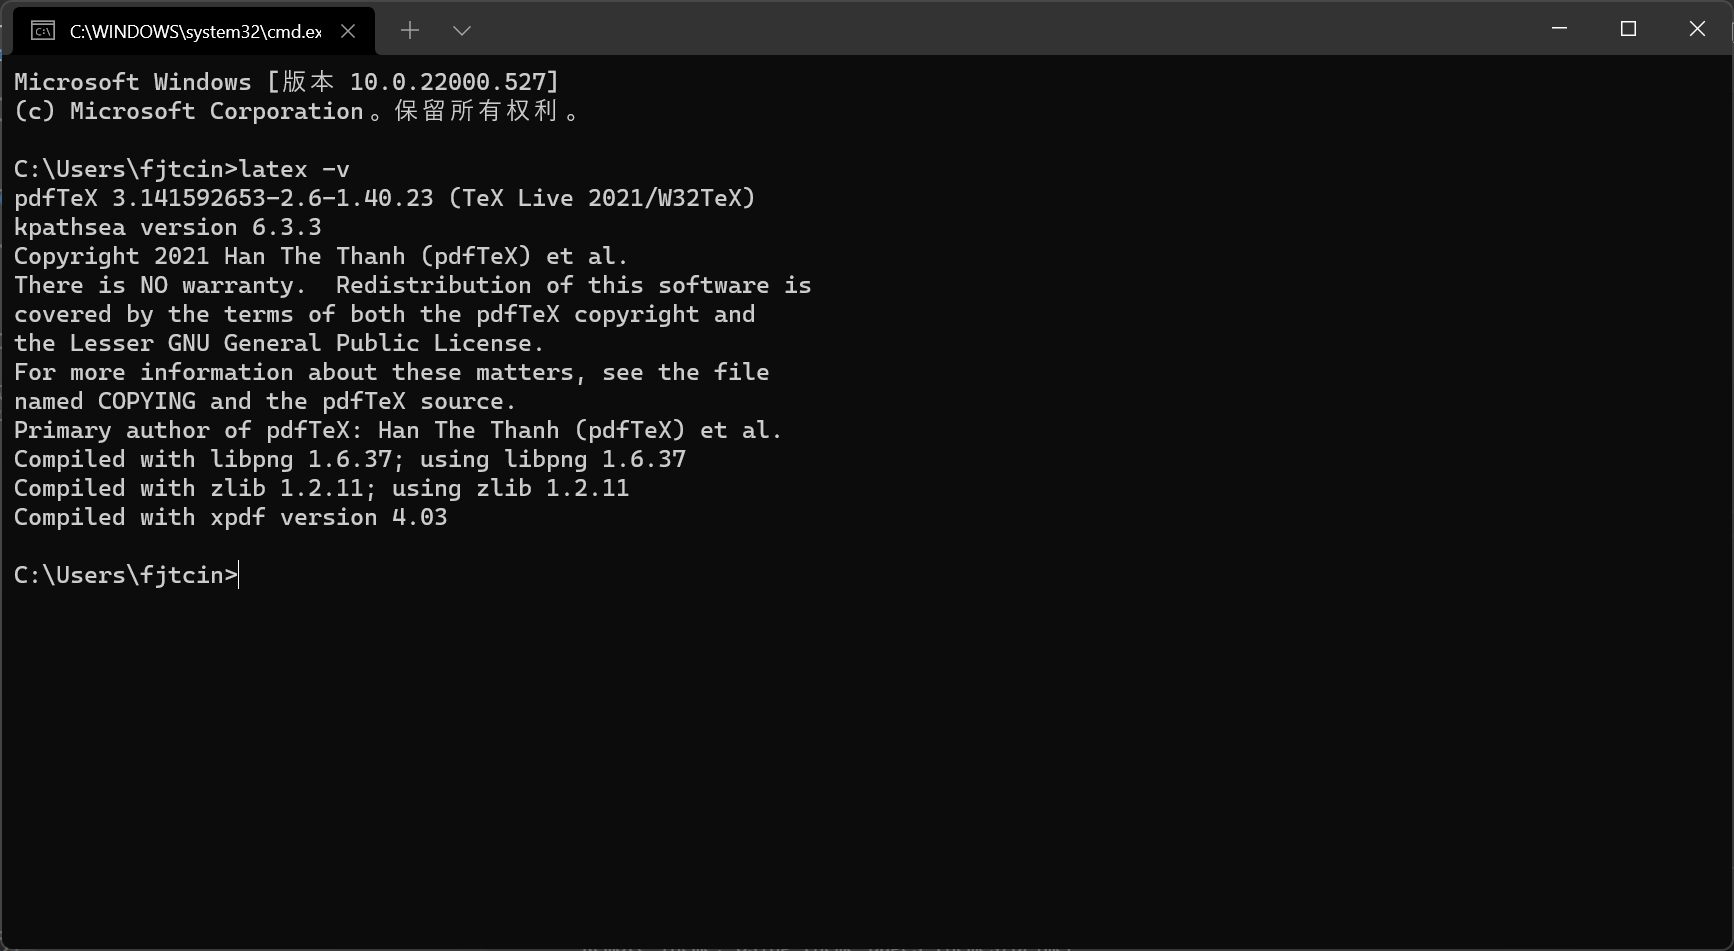 C:\WINDOWS\system32\cmd.ex
Microsoft Windows [版本 10.0.22000.527]
(c) Microsoft Corporation。保留所有权利。
C:\Users\fjtcin>latex -v
pdfTeX 3.141592653-2.6-1.40.23 (TeX Live 2021/W32TeX)
kpathsea version 6.3.3
Copyright 2021 Han The Thanh (pdfTeX) et al.
There is NO warranty.  Redistribution of this software is
covered by the terms of both the pdfTeX copyright and
the Lesser GNU General Public License.
For more information about these matters, see the file
named COPYING and the pdfTeX source.
Primary author of pdfTeX: Han The Thanh (pdfTeX) et al.
Compiled with libpng 1.6.37; using libpng 1.6.37
Compiled with zlib 1.2.11; using zlib 1.2.11
Compiled with xpdf version 4.03
C:\Users\fjtcin>